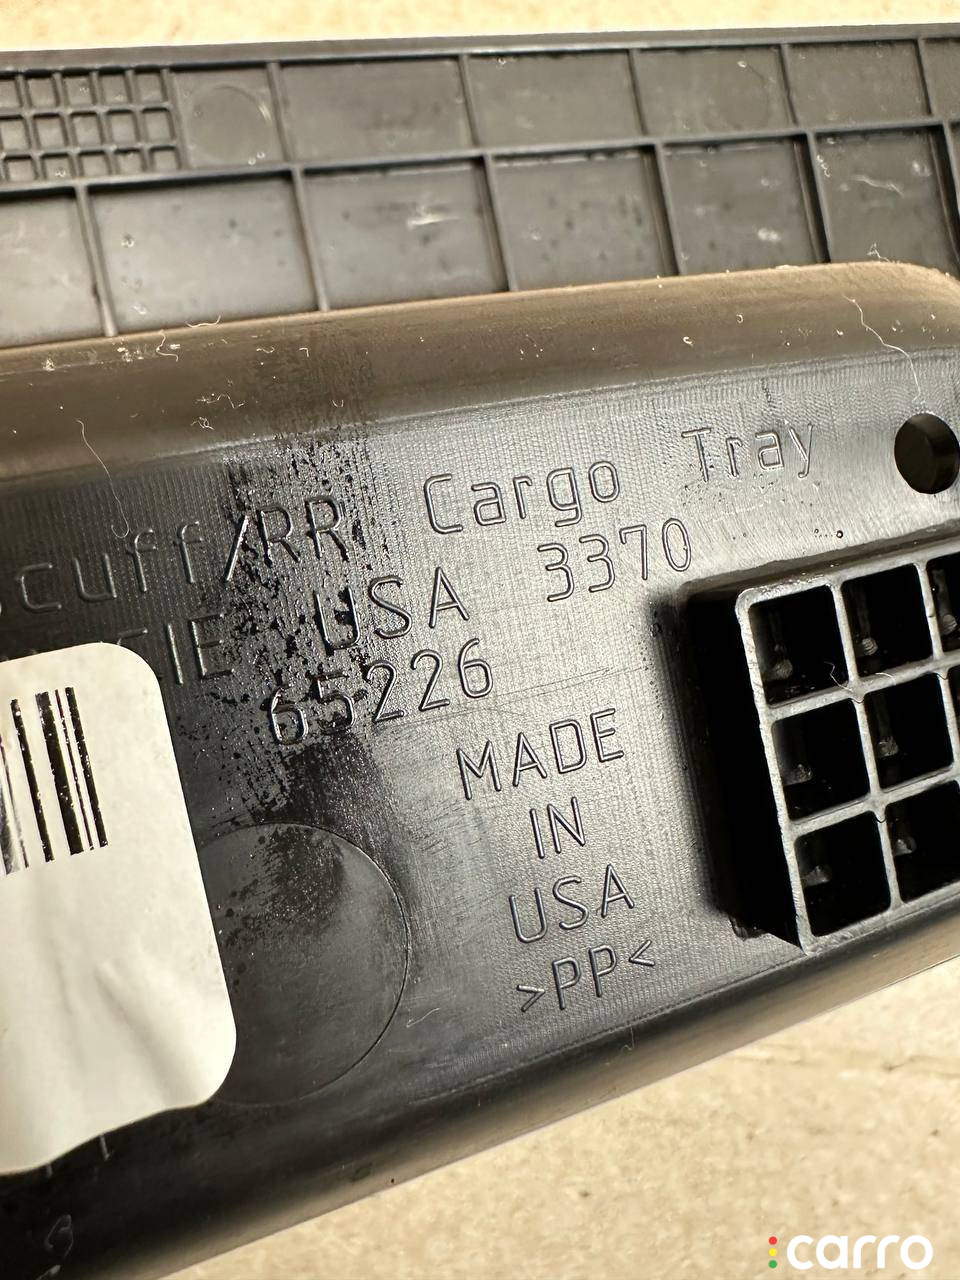 Scuff/RR Cargo Tray
USA 3370
65226
MADE
IN
USA
>PP<
carro